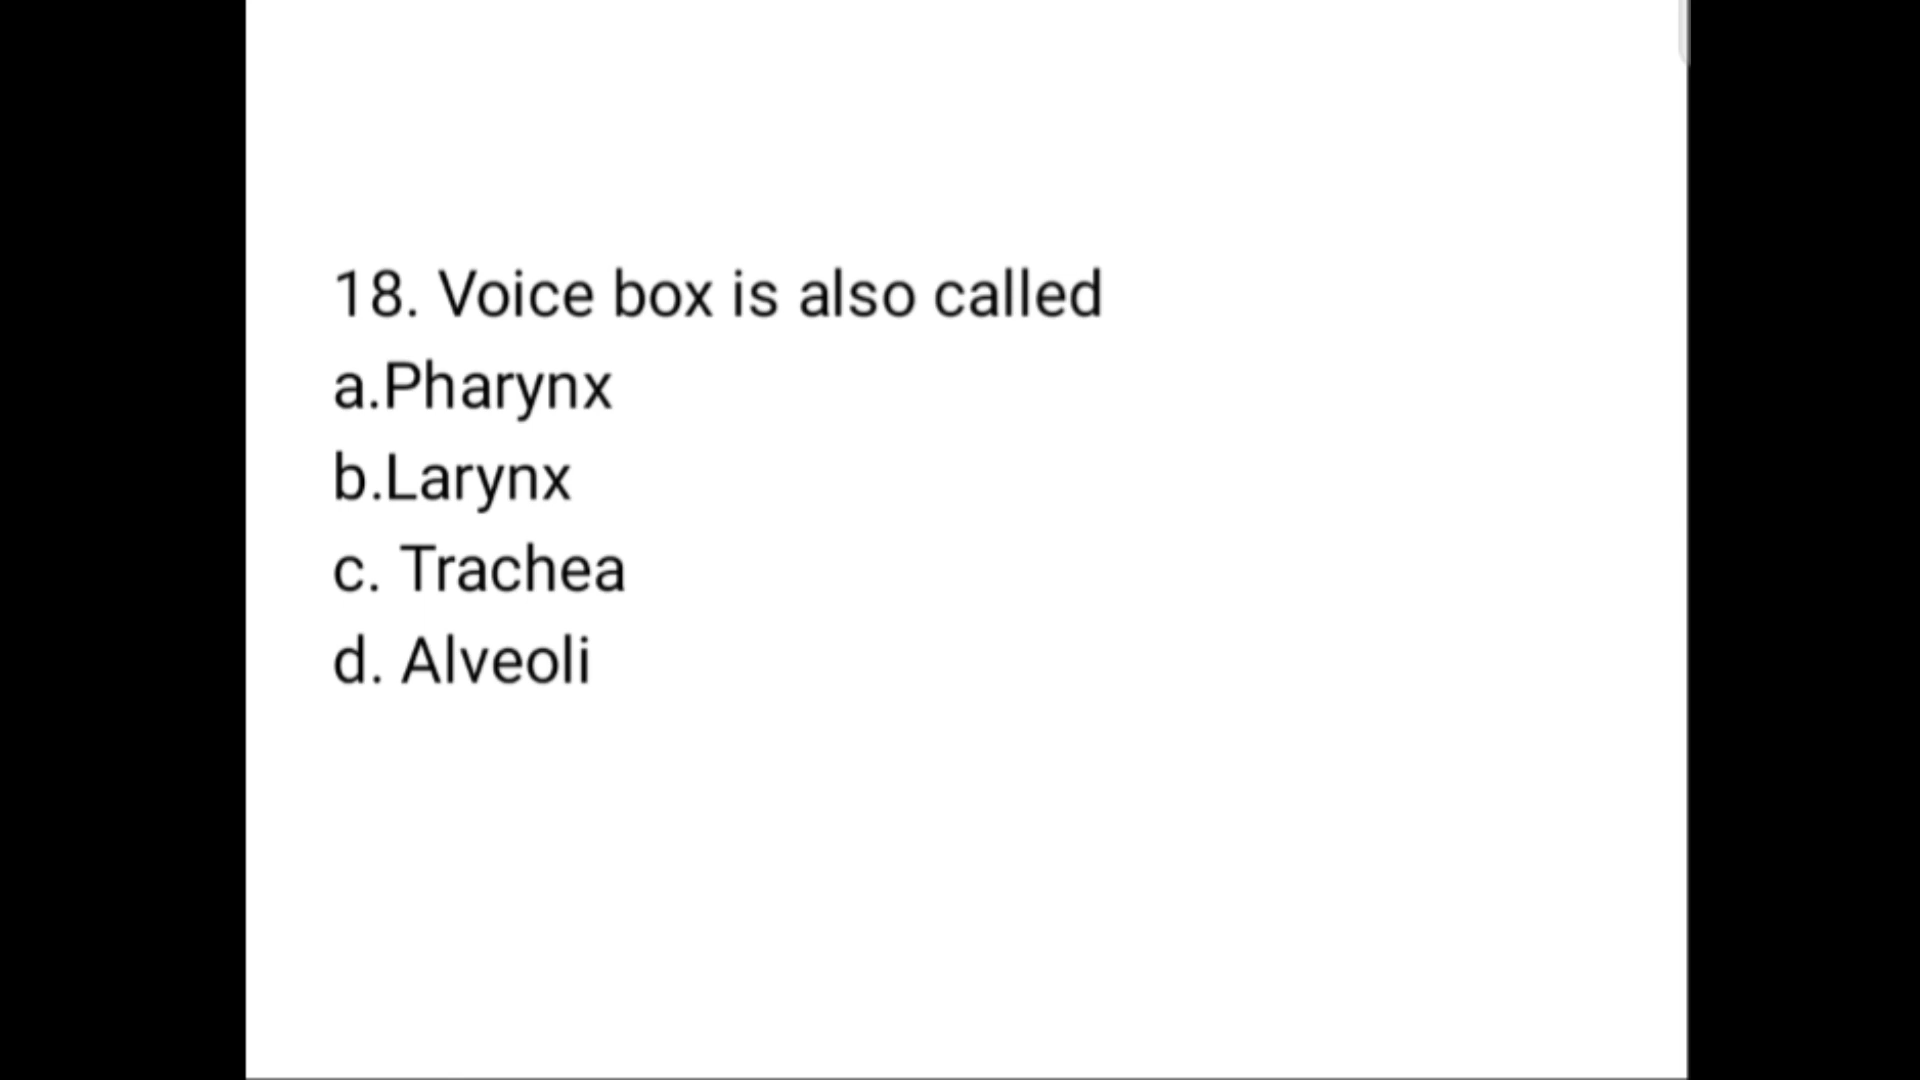 18. Voice box is also called
a.Pharynx
b.Larynx
c. Trachea
d. Alveoli